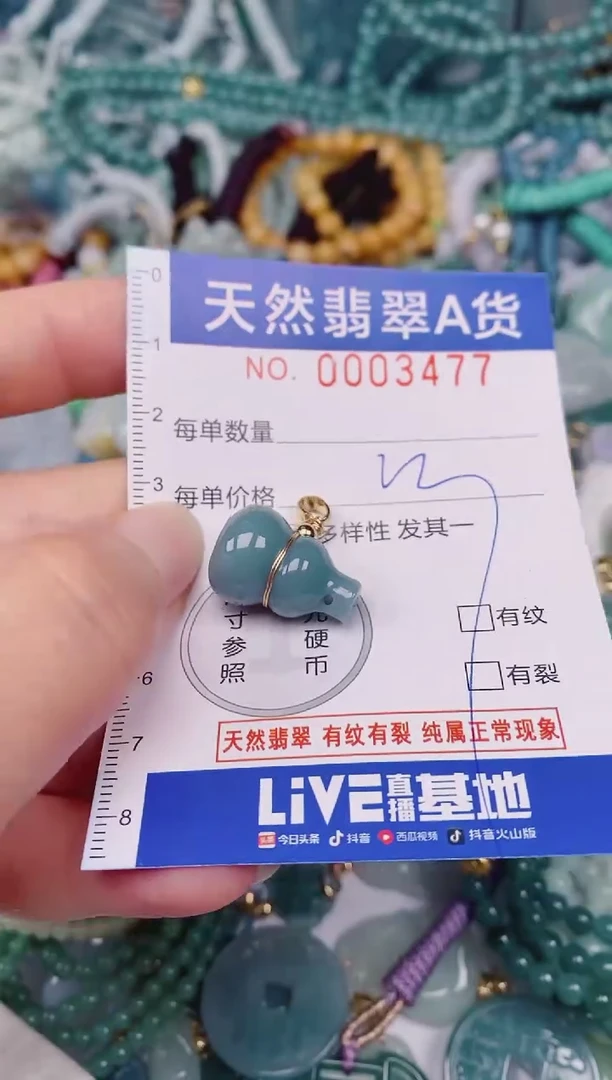 0
天然翡翠A货
1
NO. 0003477
2
每单数量
3
每单价格
多样性 发其一
寸参照
元硬币
有纹
6
有裂
7
天然翡翠 有纹有裂 纯属正常现象
8
LiVE直播基地
头条 今日头条 抖音 西瓜视频 抖音火山版